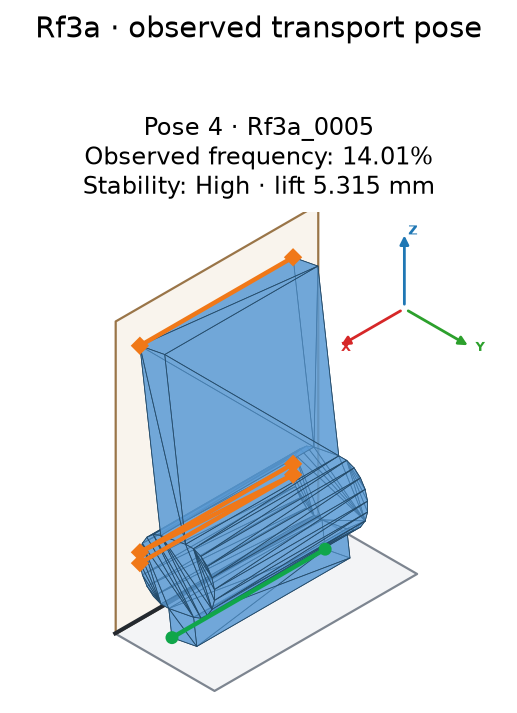 Rf3a · observed transport pose
Pose 4 · Rf3a_0005
Observed frequency: 14.01%
Stability: High · lift 5.315 mm
Z
X
Y